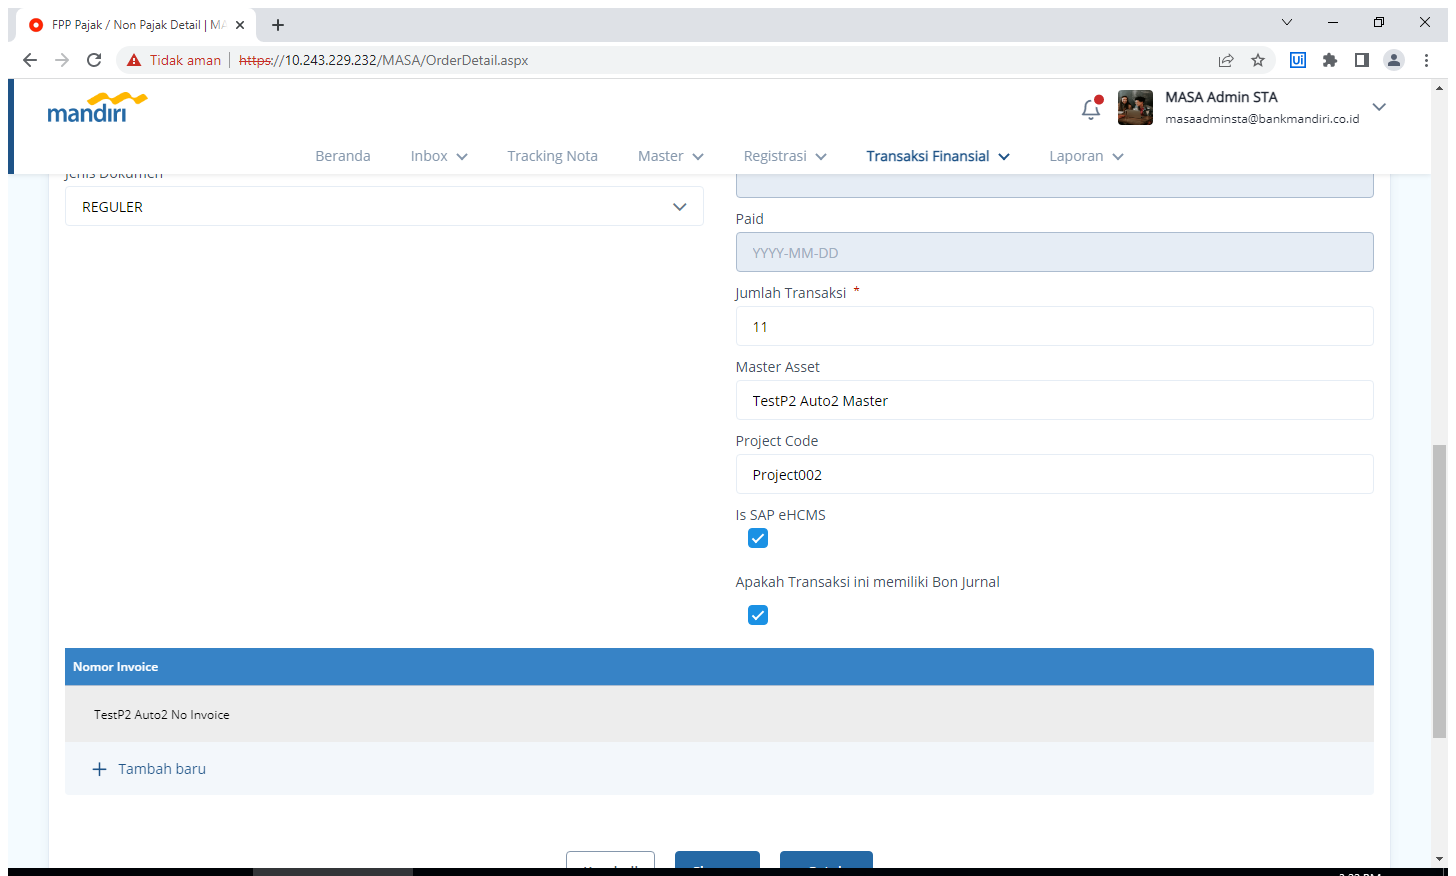 FPP Pajak / Non Pajak Detail | MA
Tidak aman
https://10.243.229.232/MASA/OrderDetail.aspx
Ui
mandiri
MASA Admin STA
masaadminsta@bankmandiri.co.id
Beranda
Inbox
Tracking Nota
Master
Registrasi
Transaksi Finansial
Laporan
Jenis Dokumen
REGULER
Paid
YYYY-MM-DD
Jumlah Transaksi *
11
Master Asset
TestP2 Auto2 Master
Project Code
Project002
Is SAP eHCMS
Apakah Transaksi ini memiliki Bon Jurnal
Nomor Invoice
TestP2 Auto2 No Invoice
+ Tambah baru